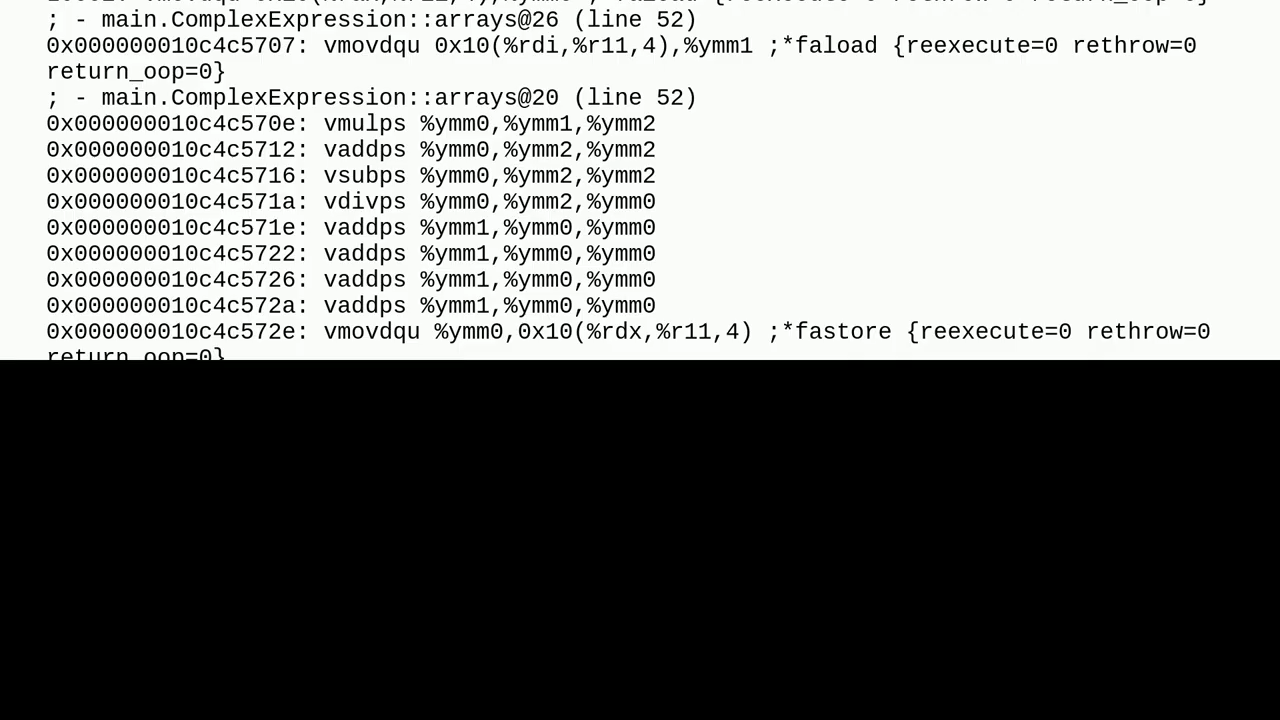 ; - main.ComplexExpression::arrays@26 (line 52)
0x000000010c4c5707: vmovdqu 0x10(%rdi,%r11,4),%ymm1 ;*faload {reexecute=0 rethrow=0
return_oop=0}
; - main.ComplexExpression::arrays@20 (line 52)
0x000000010c4c570e: vmulps %ymm0,%ymm1,%ymm2
0x000000010c4c5712: vaddps %ymm0,%ymm2,%ymm2
0x000000010c4c5716: vsubps %ymm0,%ymm2,%ymm2
0x000000010c4c571a: vdivps %ymm0,%ymm2,%ymm0
0x000000010c4c571e: vaddps %ymm1,%ymm0,%ymm0
0x000000010c4c5722: vaddps %ymm1,%ymm0,%ymm0
0x000000010c4c5726: vaddps %ymm1,%ymm0,%ymm0
0x000000010c4c572a: vaddps %ymm1,%ymm0,%ymm0
0x000000010c4c572e: vmovdqu %ymm0,0x10(%rdx,%r11,4) ;*fastore {reexecute=0 rethrow=0
return_oop=0}